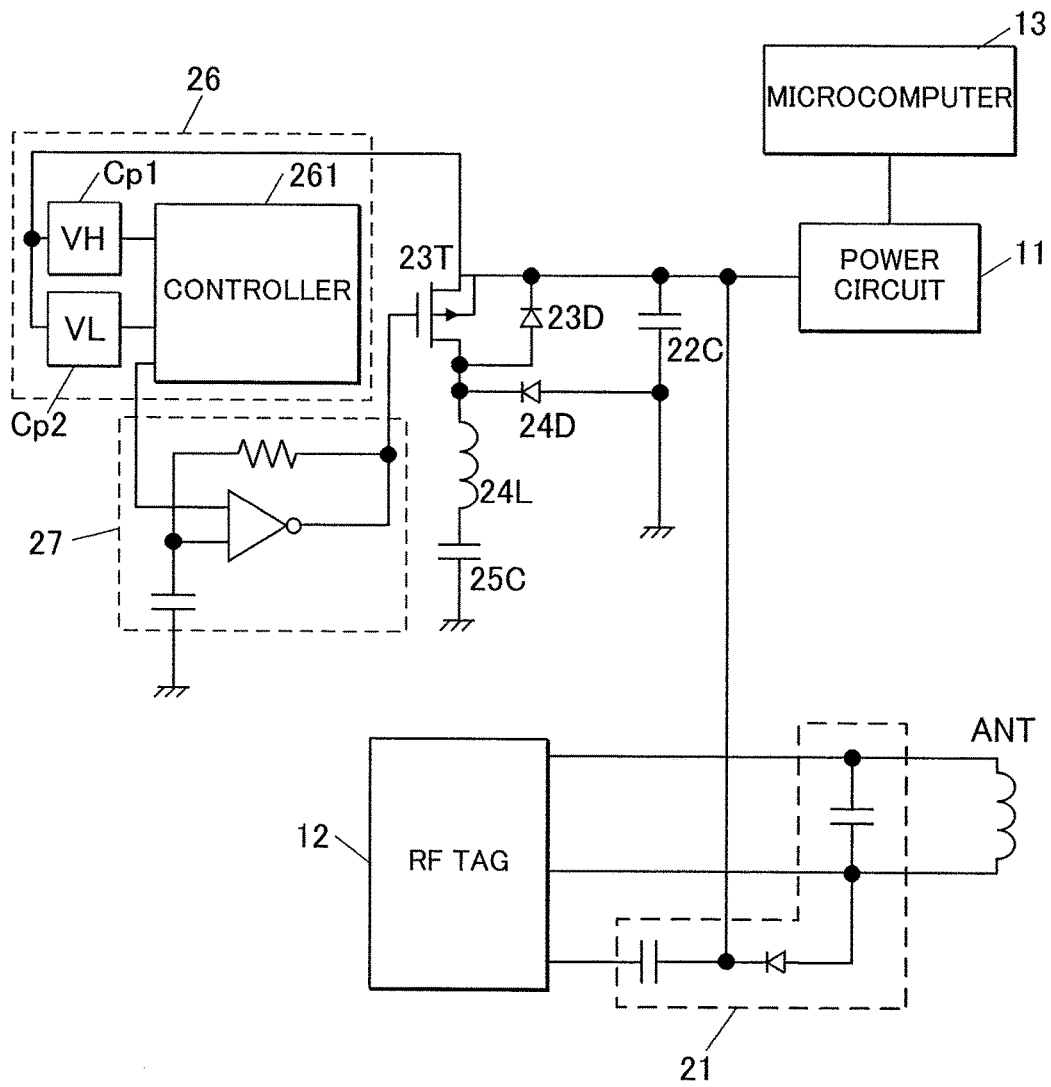 13
MICROCOMPUTER
26
Cp1
261
VH
23T
POWER
CIRCUIT
11
CONTROLLER
VL
23D
22C
Cp2
24D
24L
27
25C
ANT
12
RF TAG
21